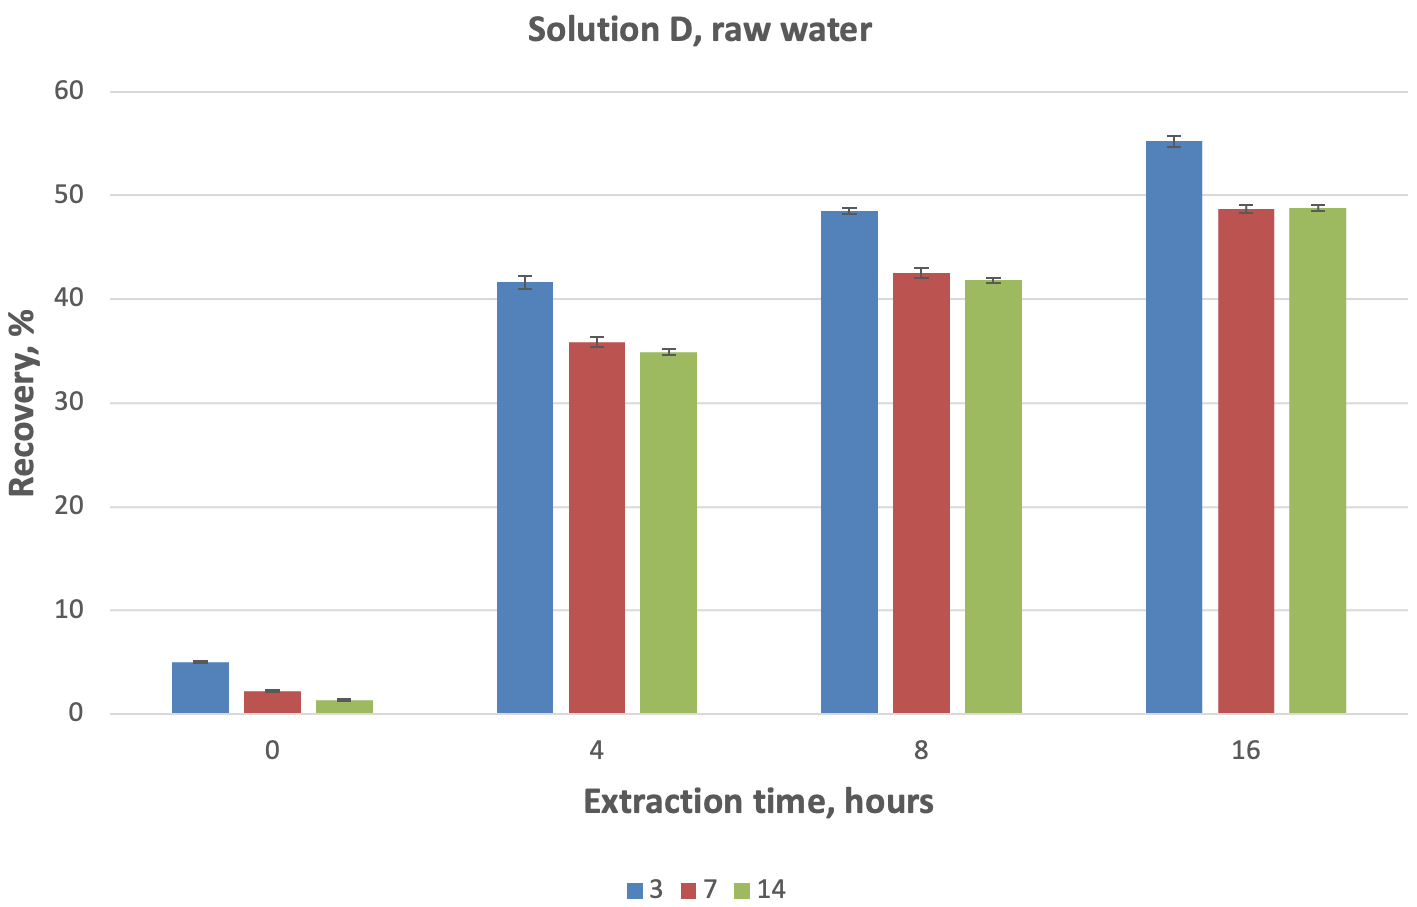 Solution D, raw water
60
50
40
30
20
10
0
Recovery, %
0 4 8 16
Extraction time, hours
3 7 14